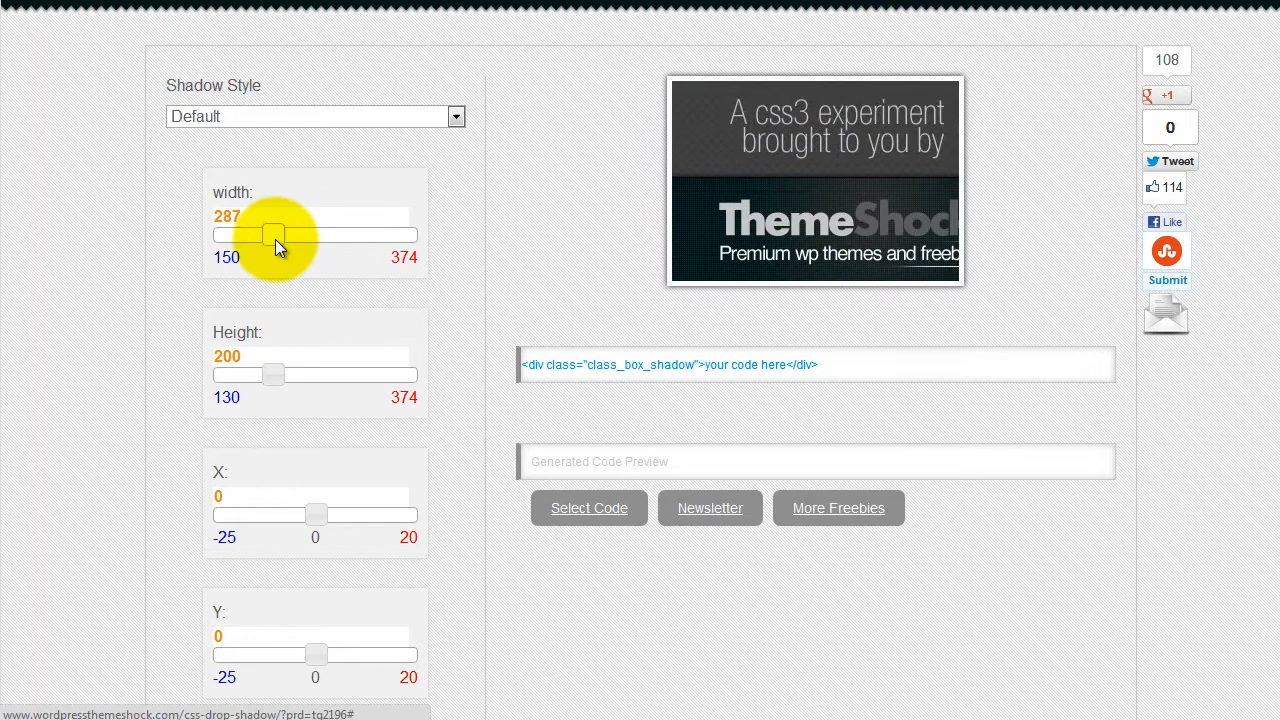 Shadow Style
Default
width:
287
150 374
Height:
200
130 374
X:
0
-25 0 20
Y:
0
-25 0 20
A css3 experiment
brought to you by
ThemeShock
Premium wp themes and freeb
<div class="class_box_shadow">your code here</div>
Generated Code Preview
Select Code Newsletter More Freebies
108
+1
0
Tweet
114
Like
Submit
www.wordpressthemeshock.com/css-drop-shadow/?prd=tg2196#